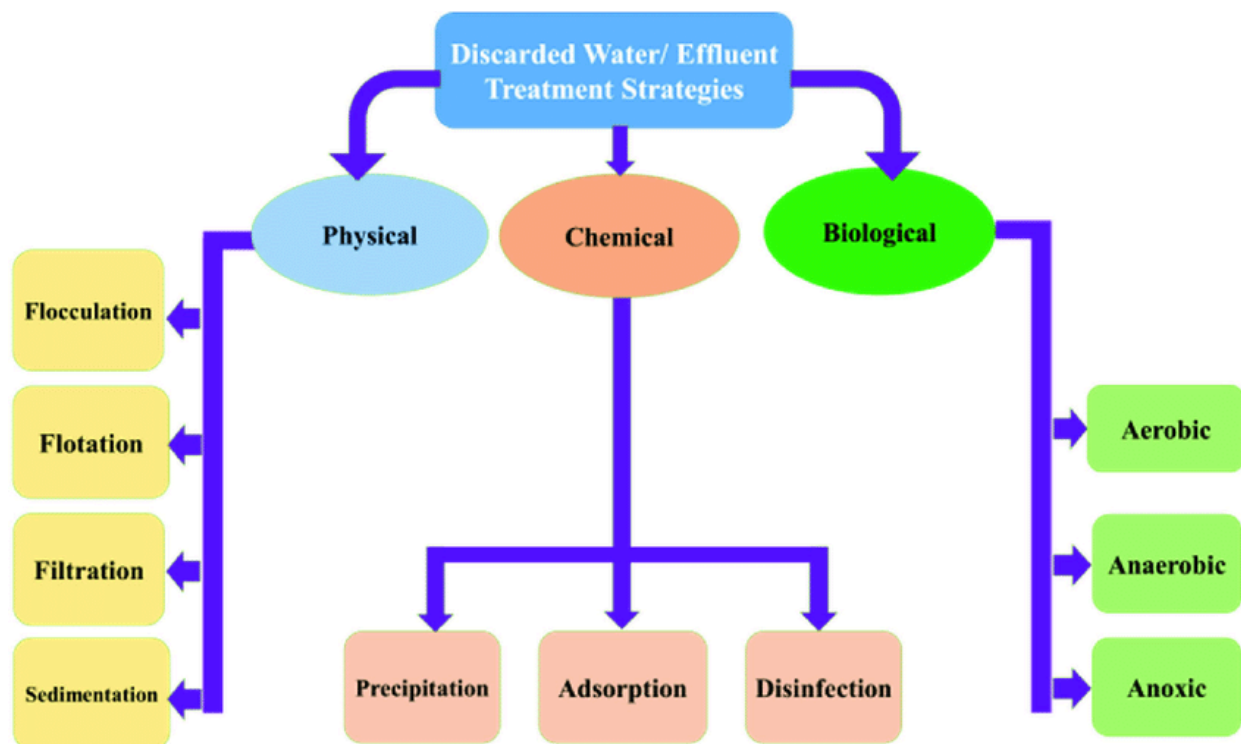 Discarded Water/ Effluent
Treatment Strategies
Physical
Chemical
Biological
Flocculation
Flotation
Filtration
Sedimentation
Precipitation
Adsorption
Disinfection
Aerobic
Anaerobic
Anoxic